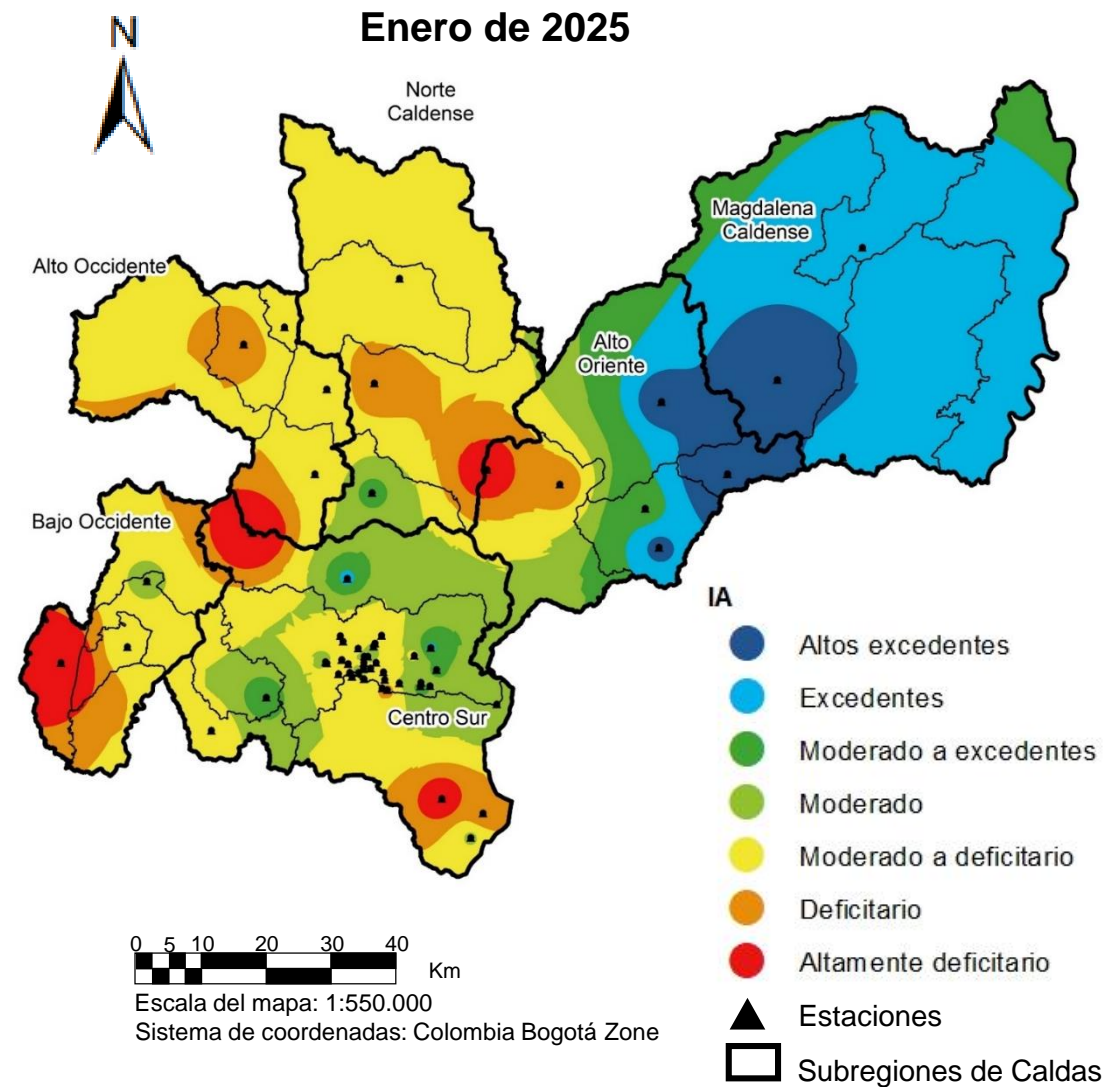 Enero de 2025
N
Norte
Caldense
Magdalena
Caldense
Alto Occidente
Alto
Oriente
Bajo Occidente
Centro Sur
IA
Altos excedentes
Excedentes
Moderado a excedentes
Moderado
Moderado a deficitario
Deficitario
Altamente deficitario
Estaciones
Subregiones de Caldas
0 5 10 20 30 40
Km
Escala del mapa: 1:550.000
Sistema de coordenadas: Colombia Bogotá Zone